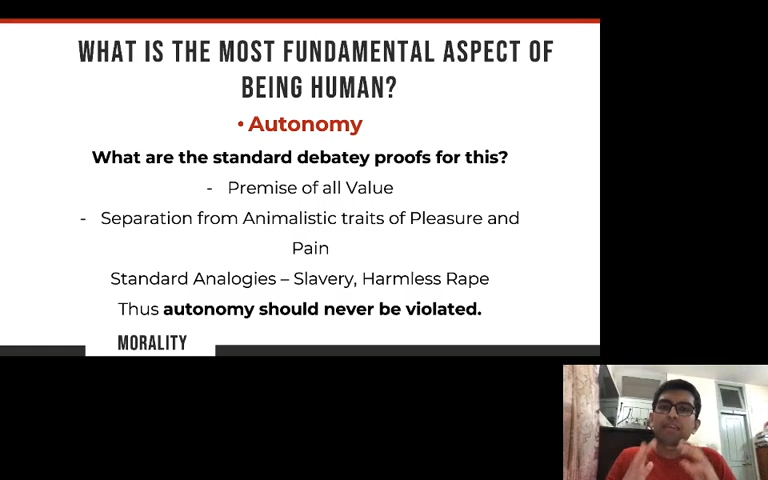 WHAT IS THE MOST FUNDAMENTAL ASPECT OF
BEING HUMAN?
• Autonomy
What are the standard debatey proofs for this?
- Premise of all Value
- Separation from Animalistic traits of Pleasure and
Pain
Standard Analogies – Slavery, Harmless Rape
Thus autonomy should never be violated.
MORALITY